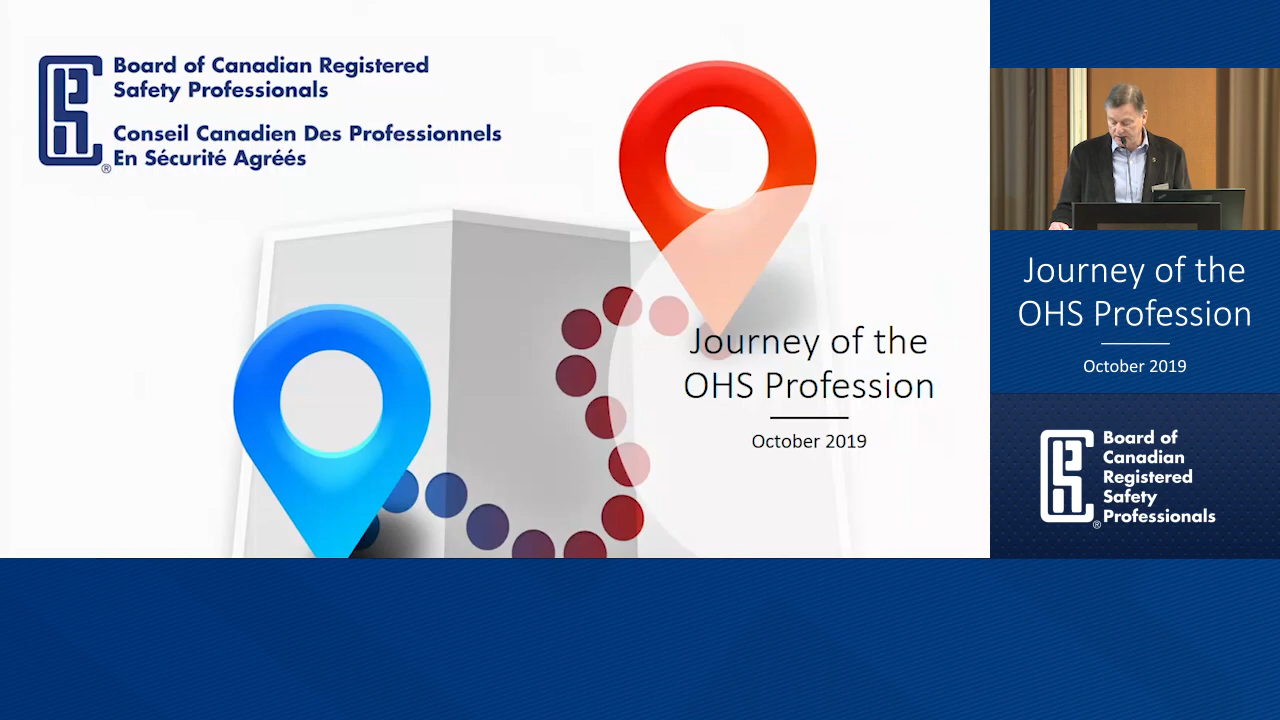 Board of Canadian Registered
Safety Professionals
Conseil Canadien Des Professionnels
En Sécurité Agréés
®
Journey of the
OHS Profession
October 2019
Journey of the
OHS Profession
October 2019
Board of
Canadian
Registered
Safety
Professionals
®